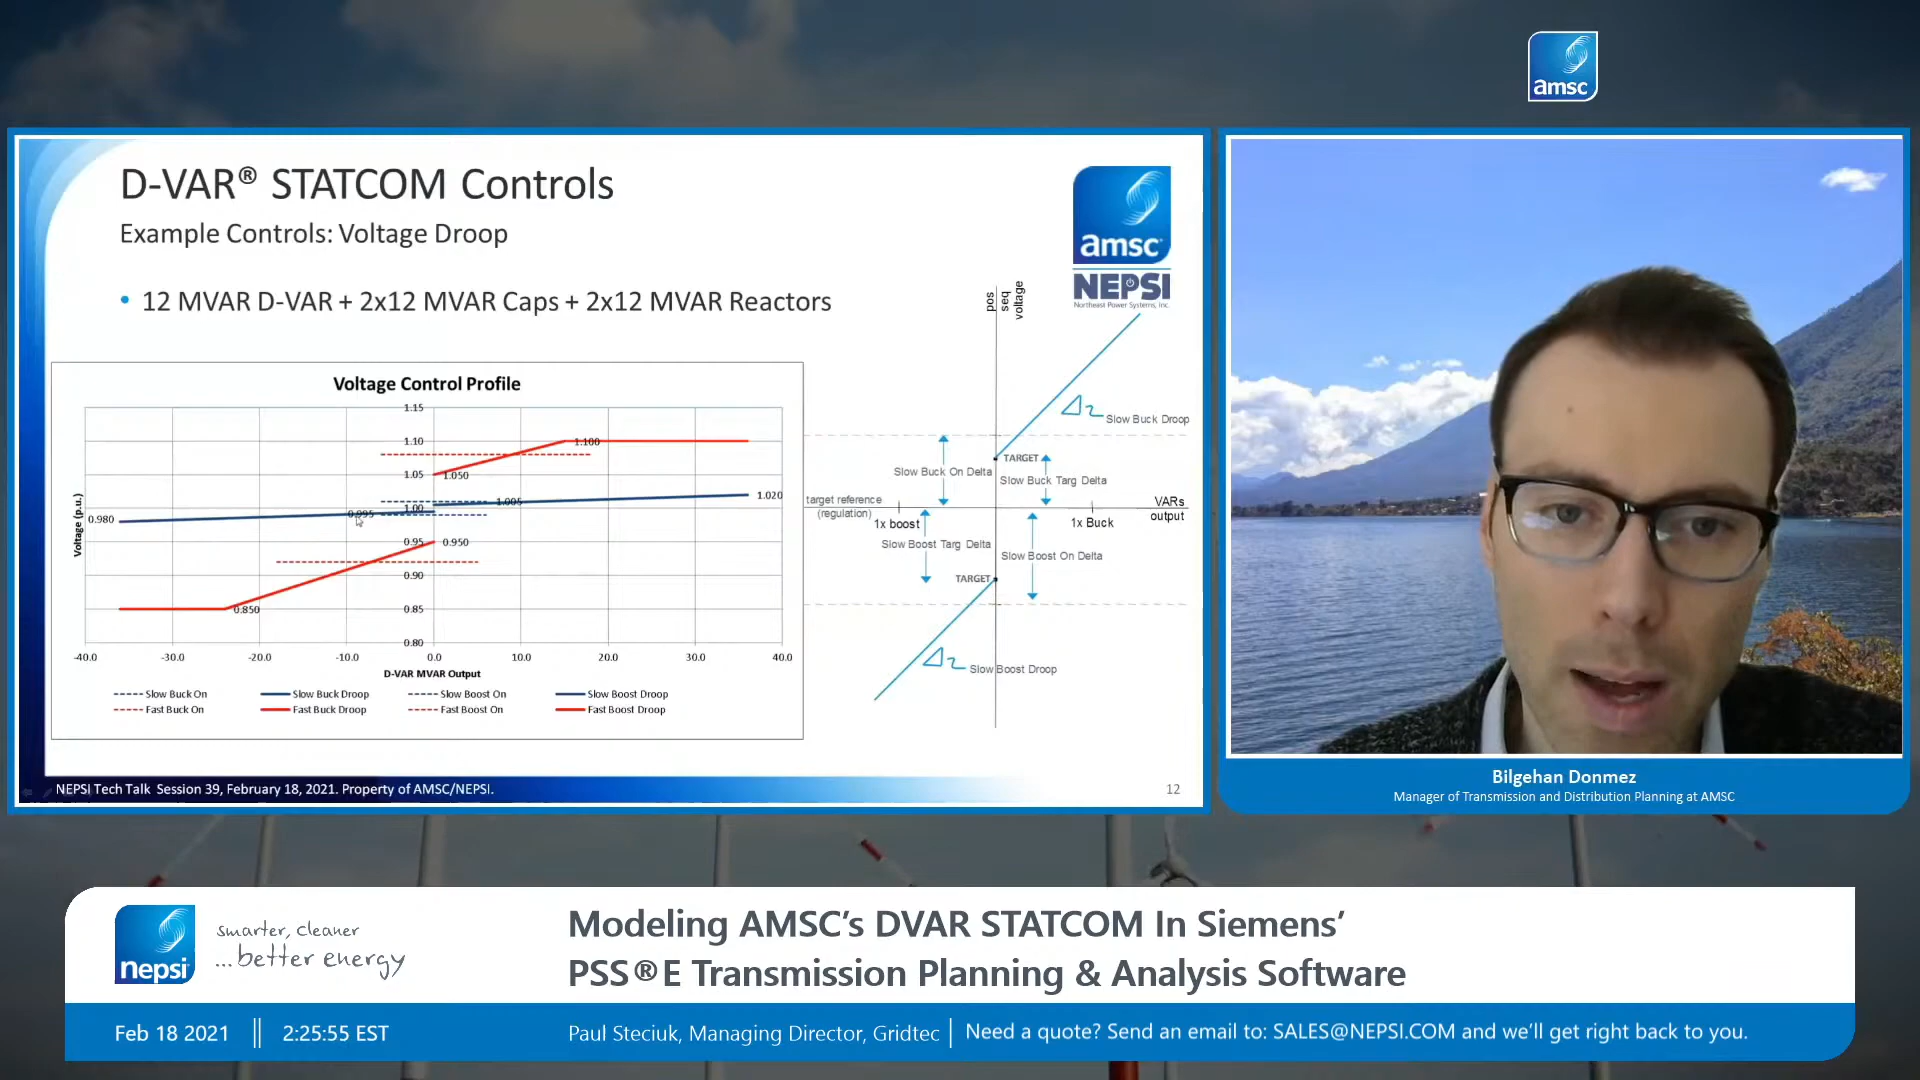 amsc
D-VAR® STATCOM Controls
Example Controls: Voltage Droop
amsc
NEPSI
Northeast Power Systems, Inc.
• 12 MVAR D-VAR + 2x12 MVAR Caps + 2x12 MVAR Reactors
Voltage Control Profile
1.15
1.10
1.100
1.05
1.050
1.00
1.005
1.020
0.980
0.995
0.95
0.950
0.90
0.85
0.850
0.80
Voltage (p.u.)
-40.0 -30.0 -20.0 -10.0 0.0 10.0 20.0 30.0 40.0
D-VAR MVAR Output
Slow Buck On Slow Buck Droop Slow Boost On Slow Boost Droop
Fast Buck On Fast Buck Droop Fast Boost On Fast Boost Droop
pos
seq
voltage
Slow Buck Droop
TARGET
Slow Buck On Delta
Slow Buck Targ Delta
target reference
(regulation)
VARs
output
1x boost
1x Buck
Slow Boost Targ Delta
Slow Boost On Delta
TARGET
Slow Boost Droop
NEPSI Tech Talk Session 39, February 18, 2021. Property of AMSC/NEPSI.
12
Bilgehan Donmez
Manager of Transmission and Distribution Planning at AMSC
nepsi
smarter, cleaner
...better energy
Modeling AMSC’s DVAR STATCOM In Siemens’
PSS®E Transmission Planning & Analysis Software
Feb 18 2021 || 2:25:55 EST
Paul Steciuk, Managing Director, Gridtec | Need a quote? Send an email to: SALES@NEPSI.COM and we’ll get right back to you.